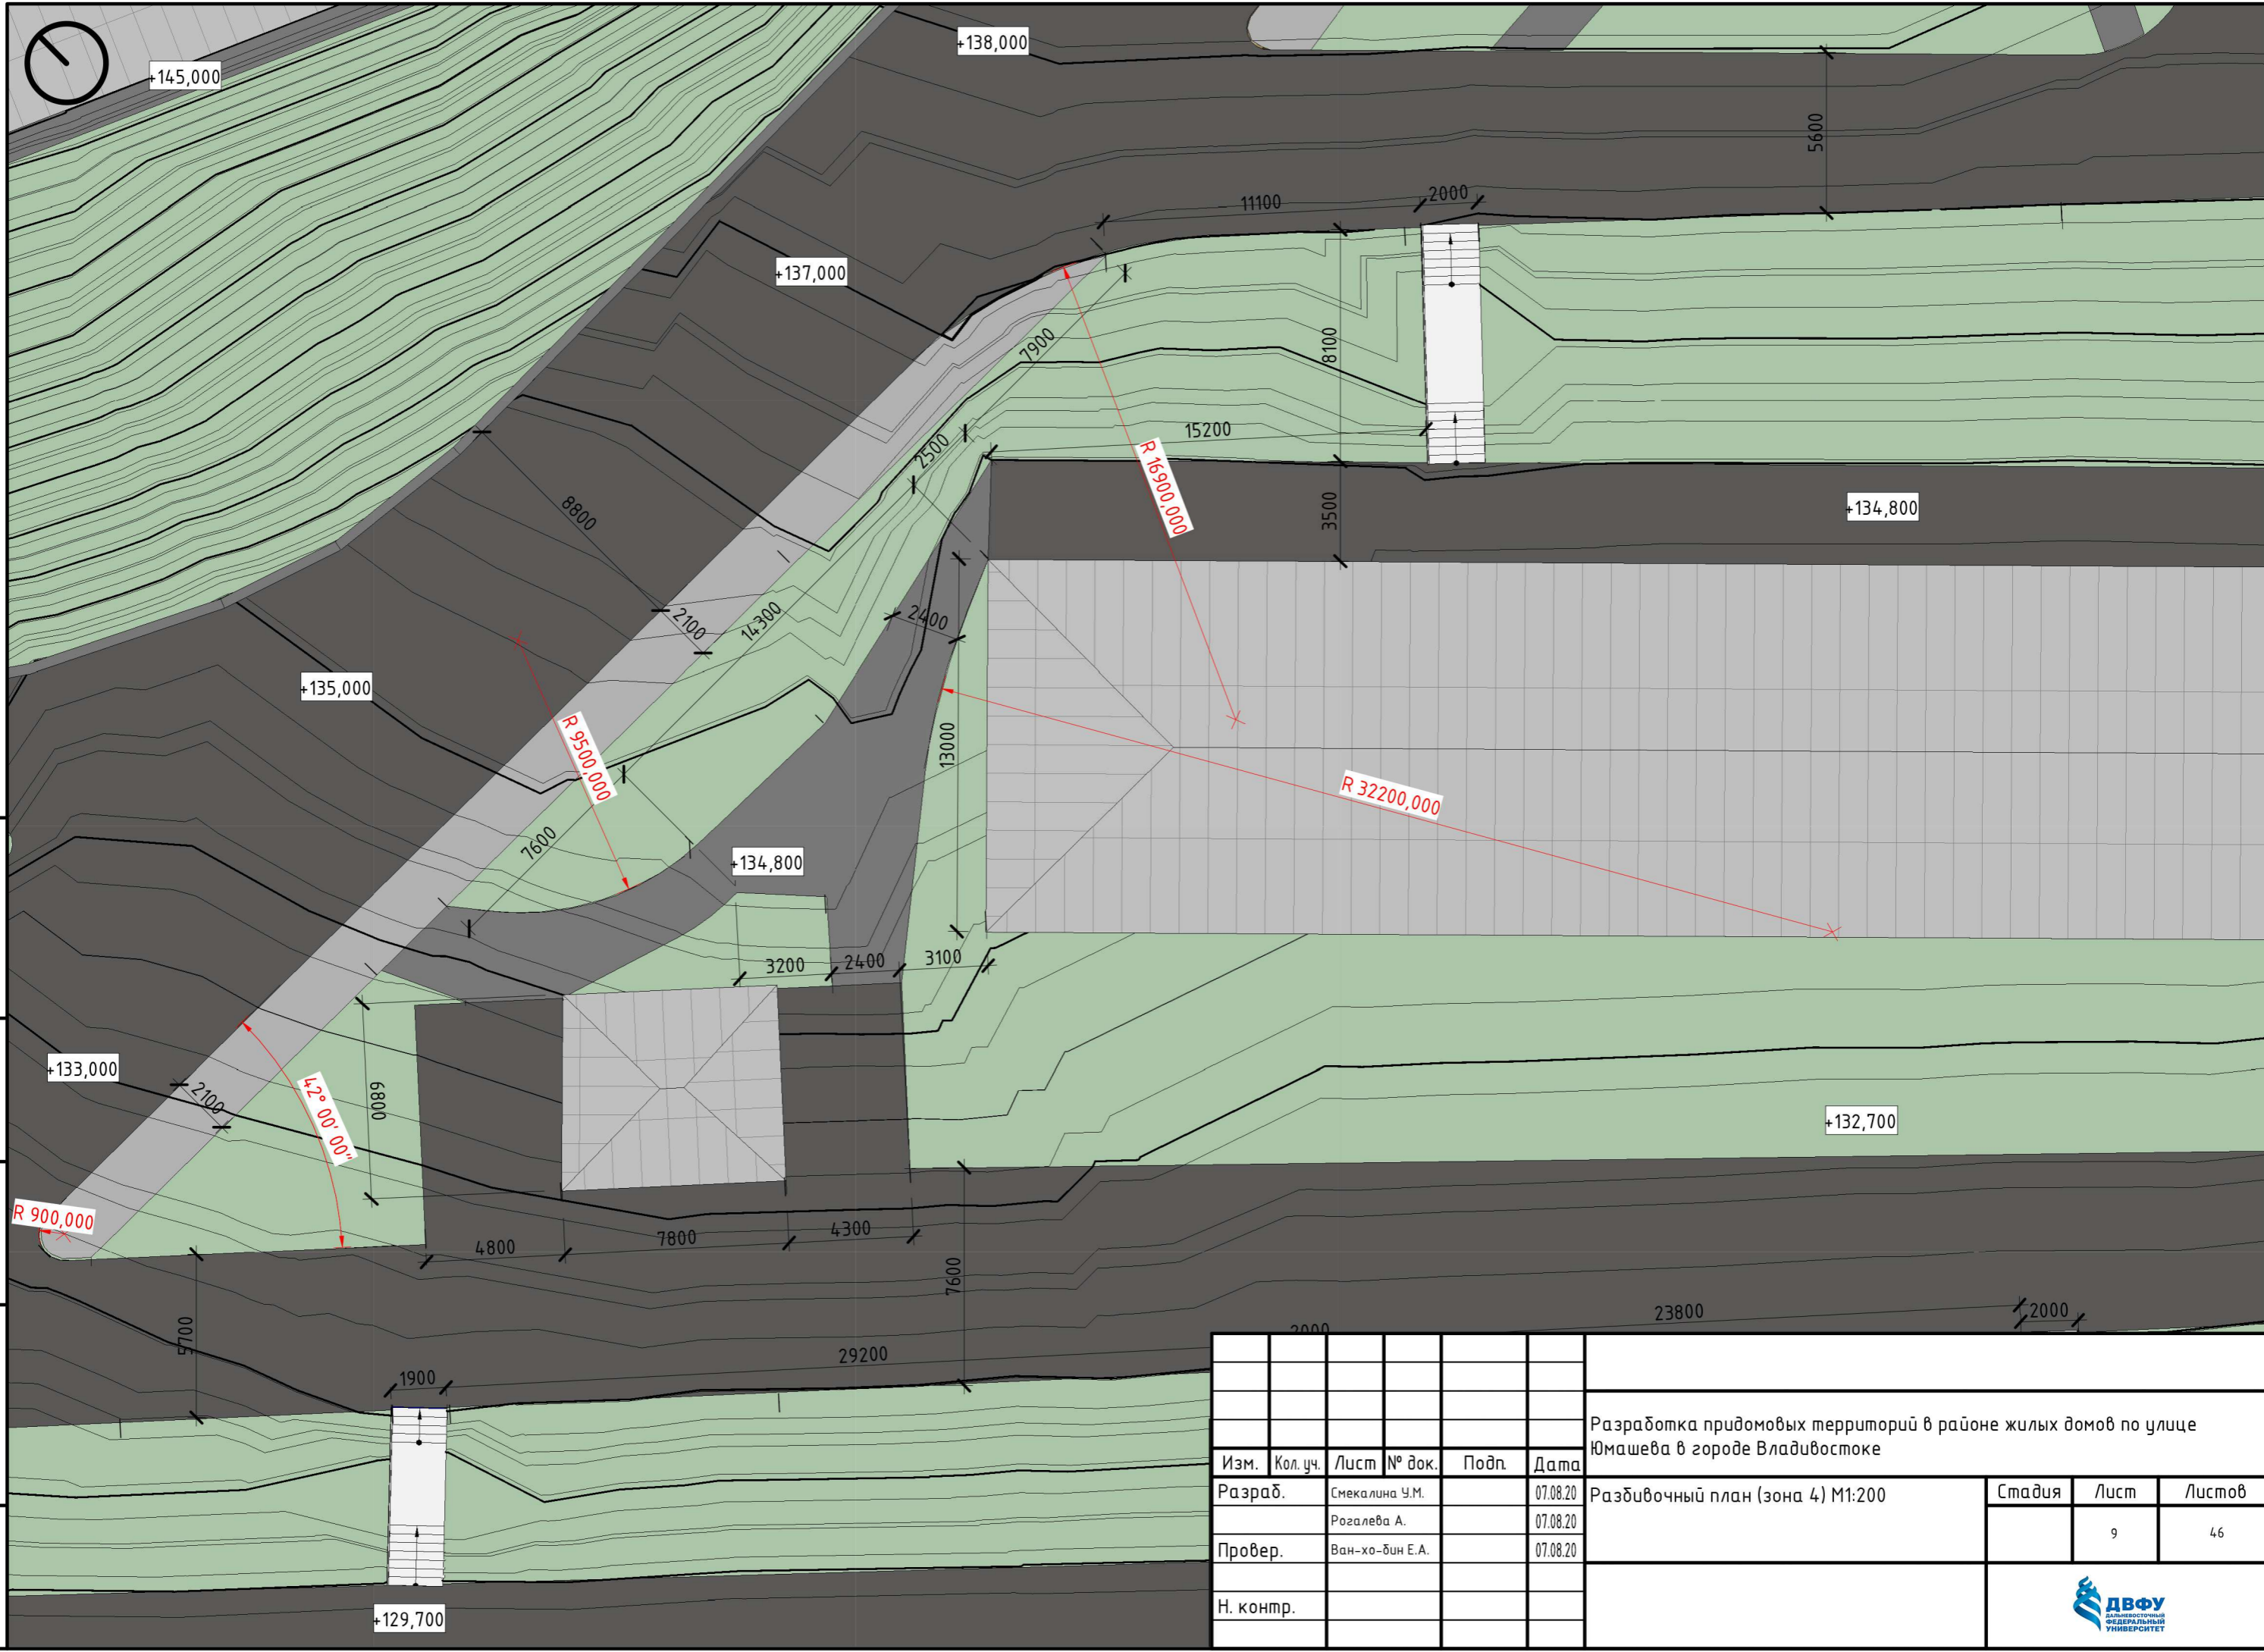 +138,000
+145,000
5600
11100
2000
+137,000
7900
8100
2500
15200
R 16900,000
8800
3500
+134,800
2100
14300
2400
+135,000
R 9500,000
13000
R 32200,000
7600
+134,800
3200
2400
3100
+133,000
2100
42° 00' 00"
6800
+132,700
R 900,000
4800
7800
4300
7600
5700
23800
2000
2000
29200
1900
+129,700
Разработка придомовых территорий в районе жилых домов по улице
Юмашева в городе Владивостоке
Изм. Кол. уч. Лист № док. Подп. Дата
Разраб. Смекалина У.М. 07.08.20
Разбивочный план (зона 4) М1:200
Стадия Лист Листов
Рогалева А. 07.08.20
9 46
Провер. Ван-хо-бин Е.А. 07.08.20
Н. контр.
ДВФУ
ДАЛЬНЕВОСТОЧНЫЙ
ФЕДЕРАЛЬНЫЙ
УНИВЕРСИТЕТ